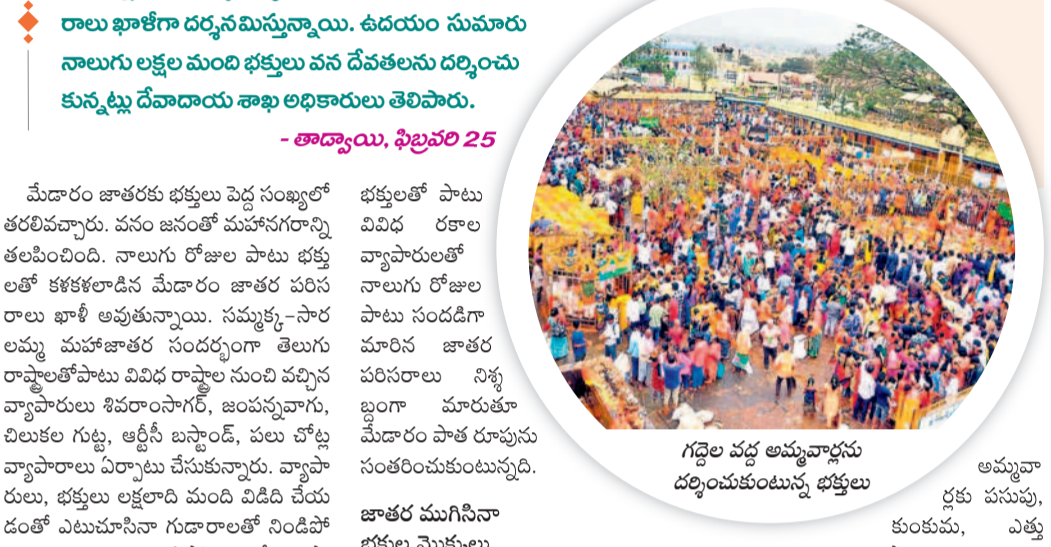 రాలు ఖాళీగా దర్శనమిస్తున్నాయి. ఉదయం సుమారు
నాలుగు లక్షల మంది భక్తులు వన దేవతలను దర్శించు
కున్నట్లు దేవాదాయ శాఖ అధికారులు తెలిపారు.
- తాడ్వాయి, ఫిబ్రవరి 25
మేడారం జాతరకు భక్తులు పెద్ద సంఖ్యలో
తరలివచ్చారు. వనం జనంతో మహానగరాన్ని
తలపించింది. నాలుగు రోజుల పాటు భక్తు
లతో కళకళలాడిన మేడారం జాతర పరిస
రాలు ఖాళీ అవుతున్నాయి. సమ్మక్క–సార
లమ్మ మహాజాతర సందర్భంగా తెలుగు
రాష్ట్రాలతోపాటు వివిధ రాష్ట్రాల నుంచి వచ్చిన
వ్యాపారులు శివరాంసాగర్, జంపన్నవాగు,
చిలుకల గుట్ట, ఆర్టీసీ బస్టాండ్, పలు చోట్ల
వ్యాపారాలు ఏర్పాటు చేసుకున్నారు. వ్యాపా
రులు, భక్తులు లక్షలాది మంది విడిది చేయ
డంతో ఎటుచూసినా గుడారాలతో నిండిపో
భక్తులతో పాటు
వివిధ రకాల
వ్యాపారులతో
నాలుగు రోజుల
పాటు సందడిగా
మారిన జాతర
పరిసరాలు నిశ్శ
బ్దంగా మారుతూ
మేడారం పాత రూపును
సంతరించుకుంటున్నది.
జాతర ముగిసినా
భక్తుల మొక్కులు
గద్దెల వద్ద అమ్మవార్లను
దర్శించుకుంటున్న భక్తులు
అమ్మవా
ర్లకు పసుపు,
కుంకుమ, ఎత్తు